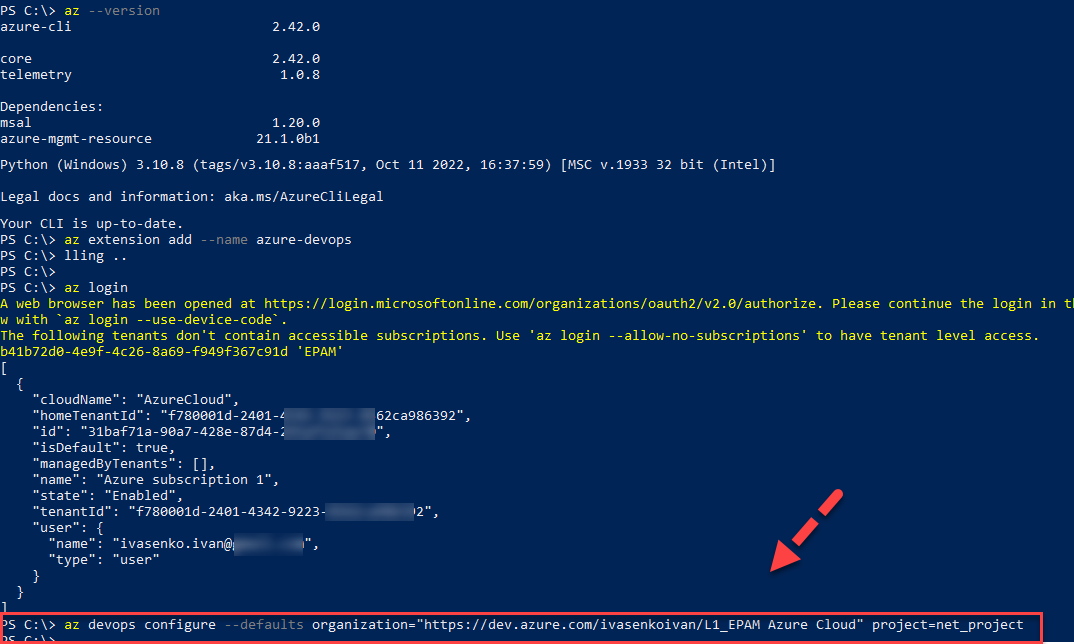 PS C:\> az --version
azure-cli 2.42.0
core 2.42.0
telemetry 1.0.8
Dependencies:
msal 1.20.0
azure-mgmt-resource 21.1.0b1
Python (Windows) 3.10.8 (tags/v3.10.8:aaaf517, Oct 11 2022, 16:37:59) [MSC v.1933 32 bit (Intel)]
Legal docs and information: aka.ms/AzureCliLegal
Your CLI is up-to-date.
PS C:\> az extension add --name azure-devops
PS C:\> lling ..
PS C:\>
PS C:\> az login
A web browser has been opened at https://login.microsoftonline.com/organizations/oauth2/v2.0/authorize. Please continue the login in th
w with `az login --use-device-code`.
The following tenants don't contain accessible subscriptions. Use 'az login --allow-no-subscriptions' to have tenant level access.
b41b72d0-4e9f-4c26-8a69-f949f367c91d 'EPAM'
[
{
"cloudName": "AzureCloud",
"homeTenantId": "f780001d-2401-4 62ca986392",
"id": "31baf71a-90a7-428e-87d4-2 ",
"isDefault": true,
"managedByTenants": [],
"name": "Azure subscription 1",
"state": "Enabled",
"tenantId": "f780001d-2401-4342-9223- 2",
"user": {
"name": "ivasenko.ivan@ ",
"type": "user"
}
}
]
PS C:\> az devops configure --defaults organization="https://dev.azure.com/ivasenkoivan/L1_EPAM Azure Cloud" project=net_project
PS C:\>